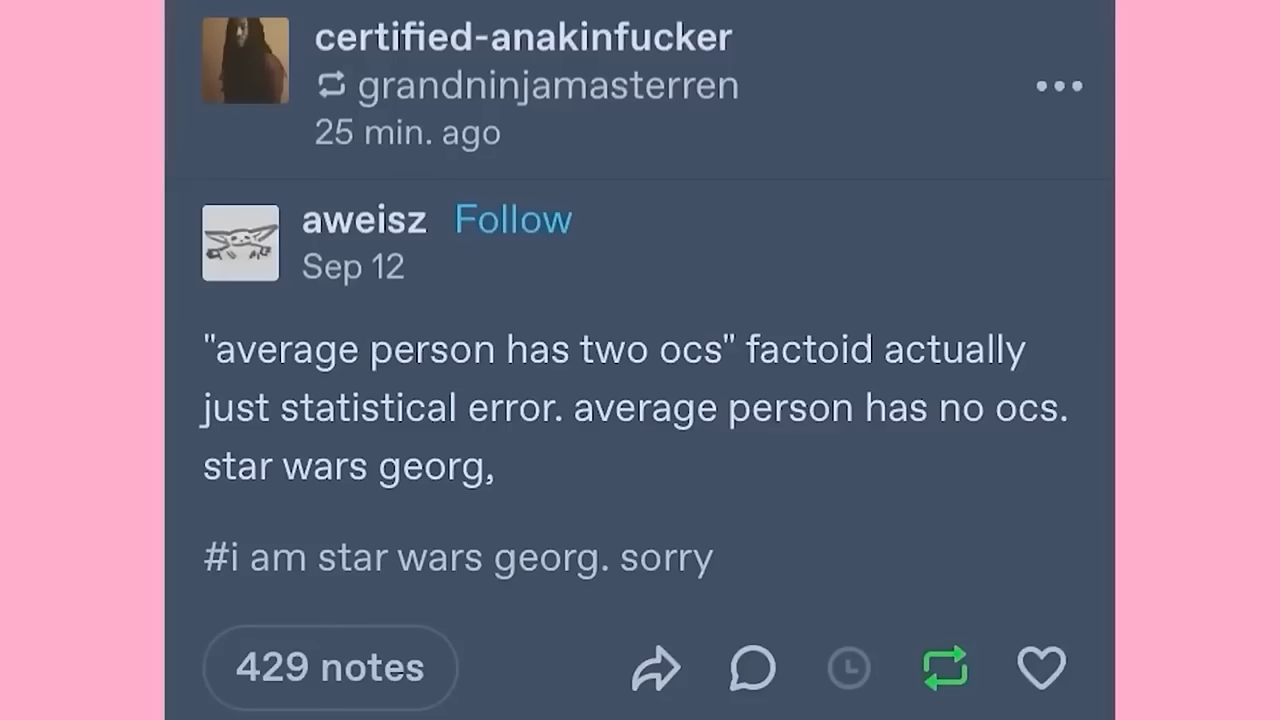 certified-anakinfucker
grandninjamasterren
25 min. ago
aweisz Follow
Sep 12
"average person has two ocs" factoid actually
just statistical error. average person has no ocs.
star wars georg,
#i am star wars georg. sorry
429 notes